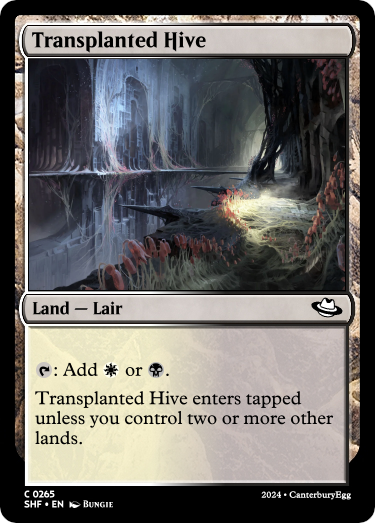 Transplanted Hive
Land — Lair
: Add or .
Transplanted Hive enters tapped
unless you control two or more other
lands.
C 0265
SHF • EN BUNGIE
2024 • CanterburyEgg